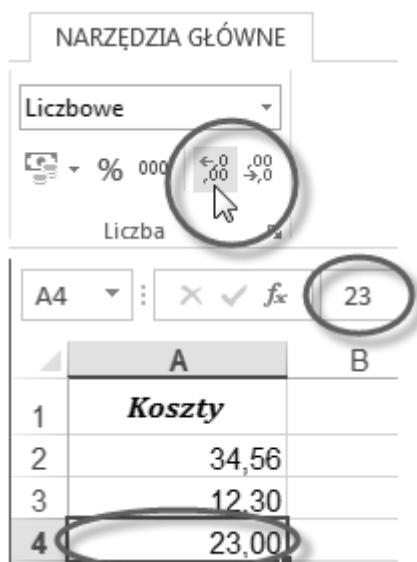 NARZĘDZIA GŁÓWNE
Liczbowe
% 000 ←,0 ,00 ,00 →,0
Liczba
A4 fx 23
A B
1 Koszty
2 34,56
3 12,30
4 23,00